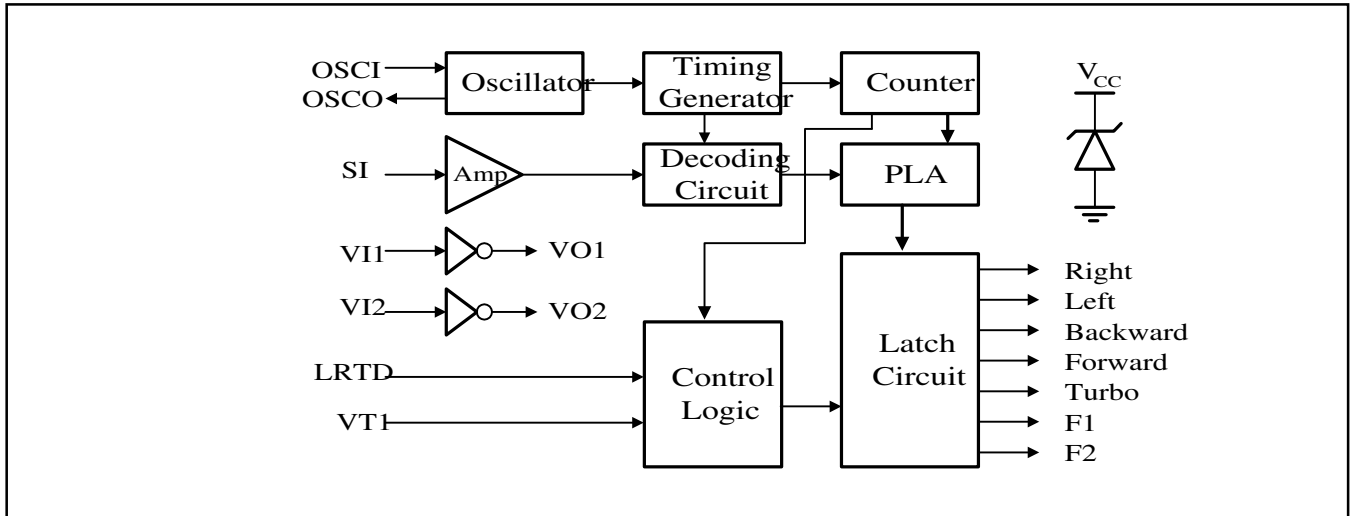 OSCI
OSCO
Oscillator
Timing
Generator
Counter
VCC
SI
Amp
Decoding
Circuit
PLA
VI1
VO1
VI2
VO2
LRTD
VT1
Control
Logic
Latch
Circuit
Right
Left
Backward
Forward
Turbo
F1
F2